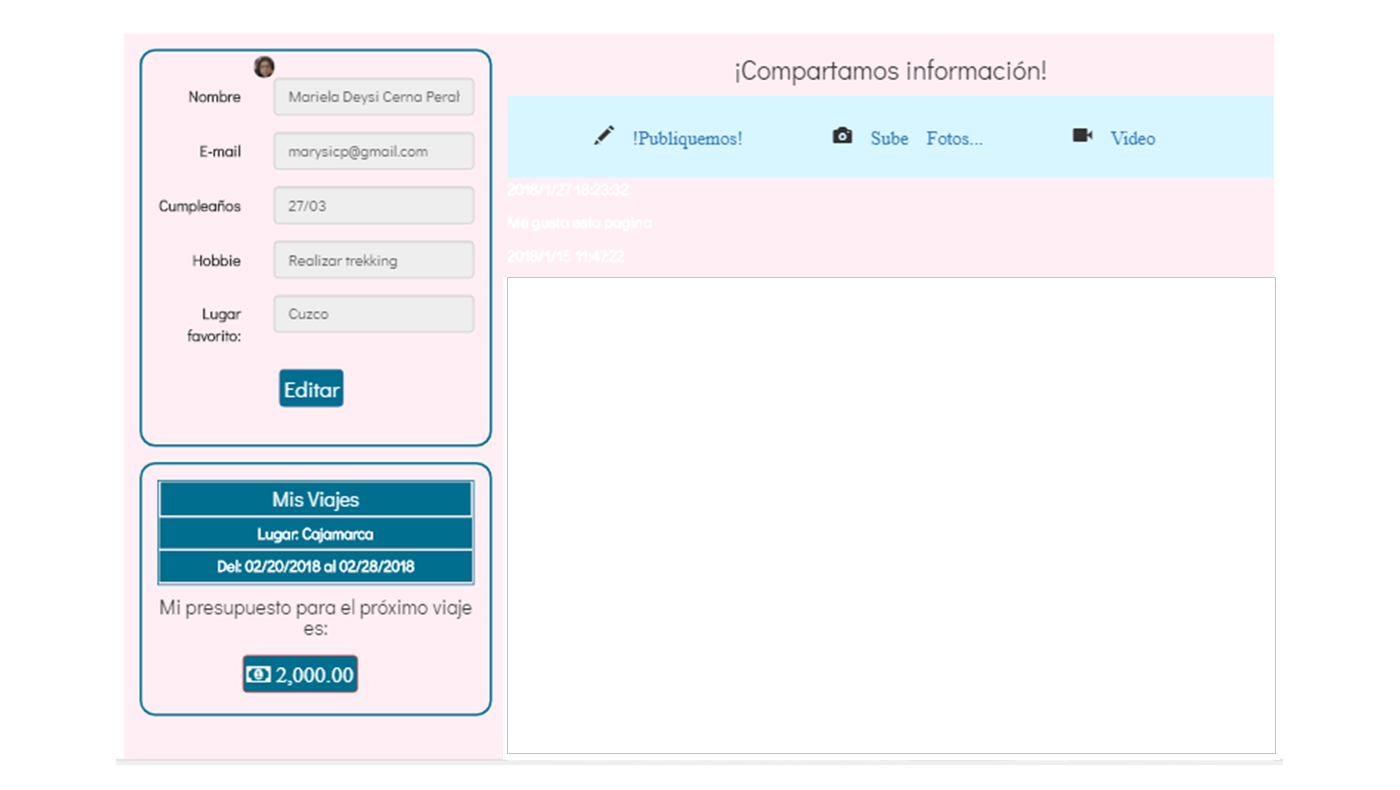 Nombre
Mariela Deysi Cerna
E-mail
marysicp@gmail.com
Cumpleaños
27/03
Hobbie
Realizar trekking
Lugar
favorito:
Cuzco
Editar
Mis Viajes
Lugar: Cajamarca
Del: 02/20/2018 al 02/28/2018
Mi presupuesto para el próximo viaje
es:
2,000.00
¡Compartamos información!
!Publiquemos!
Sube Fotos...
Video
2018/1/27 18:23:32
Me gusta esta pagina
2018/1/15 11:47:22